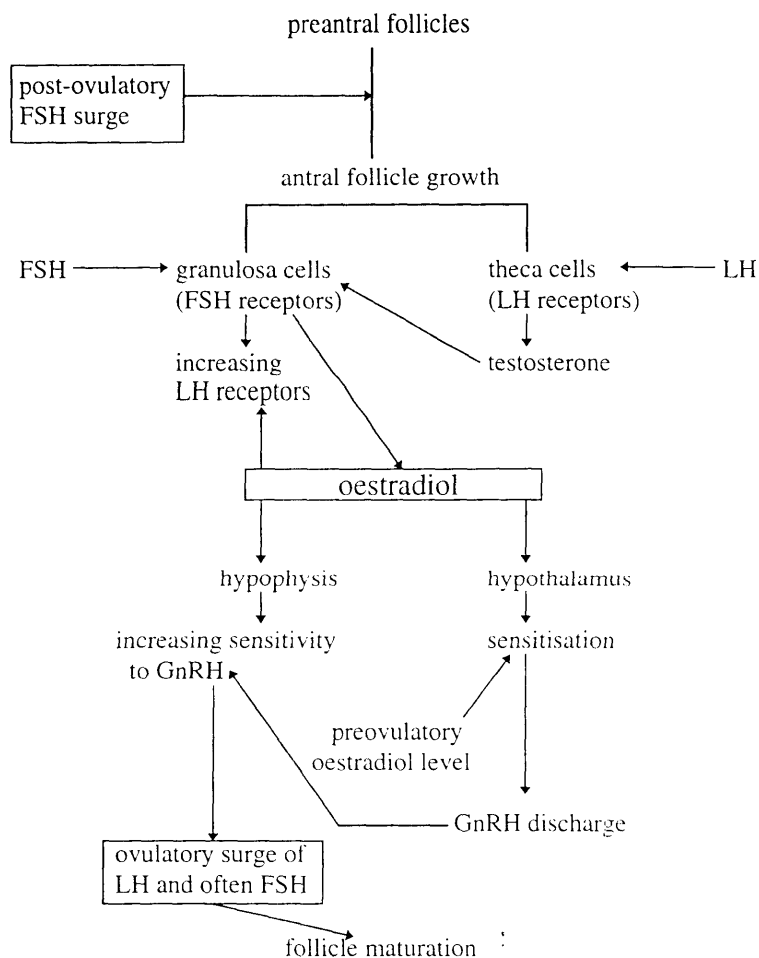 preantral follicles
post-ovulatory
FSH surge
antral follicle growth
FSH
granulosa cells
(FSH receptors)
theca cells
(LH receptors)
LH
increasing
LH receptors
testosterone
oestradiol
hypophysis
hypothalamus
increasing sensitivity
to GnRH
sensitisation
preovulatory
oestradiol level
GnRH discharge
ovulatory surge of
LH and often FSH
follicle maturation